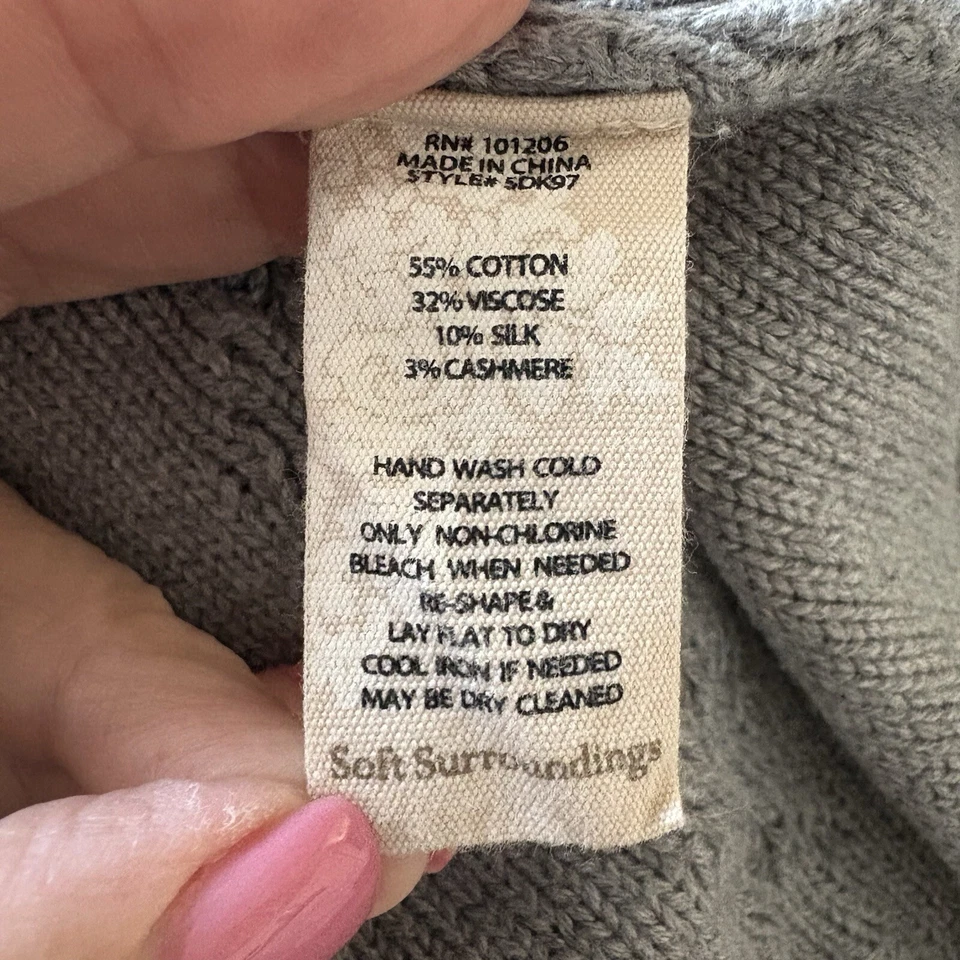 RN# 101206
MADE IN CHINA
STYLE# 5DK97
55% COTTON
32% VISCOSE
10% SILK
3% CASHMERE
HAND WASH COLD
SEPARATELY
ONLY NON-CHLORINE
BLEACH WHEN NEEDED
RE-SHAPE &
LAY FLAT TO DRY
COOL IRON IF NEEDED
MAY BE DRY CLEANED
Soft Surroundings